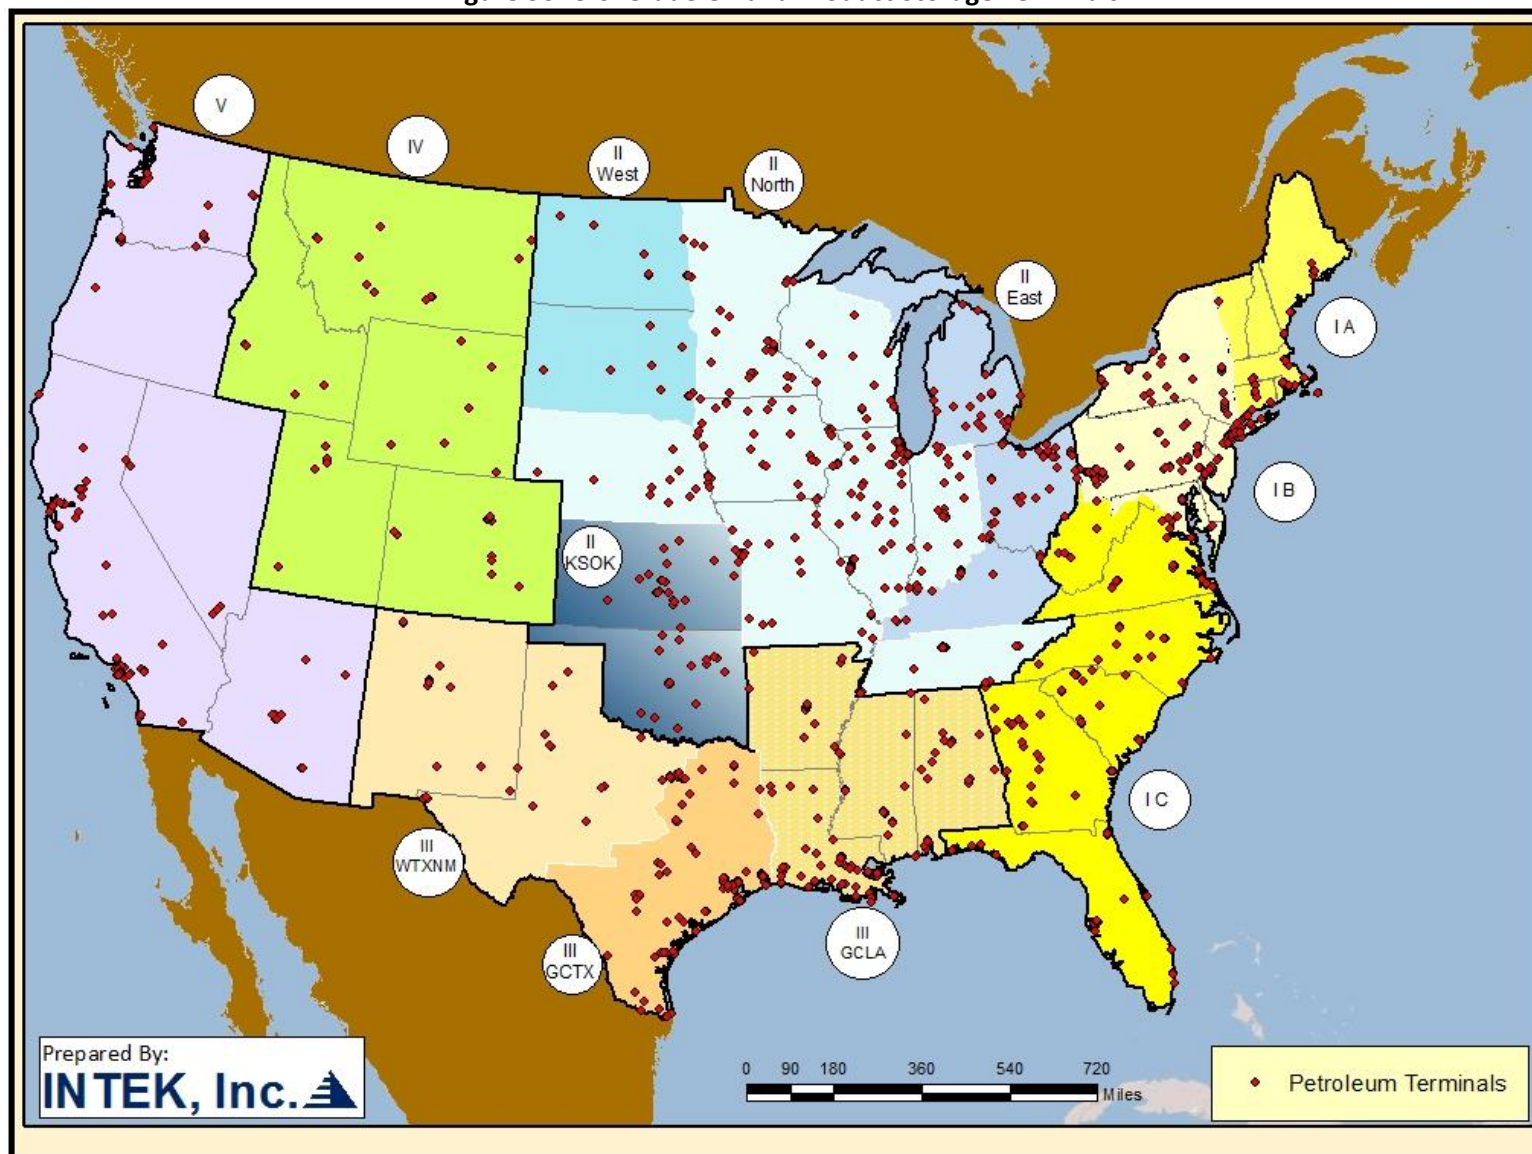 V
IV
II
West
II
North
II
East
I A
I B
II
KSOK
I C
III
WTXNM
III
GCLA
III
GCTX
Prepared By:
INTEK, Inc.
0 90 180 360 540 720
Miles
Petroleum Terminals